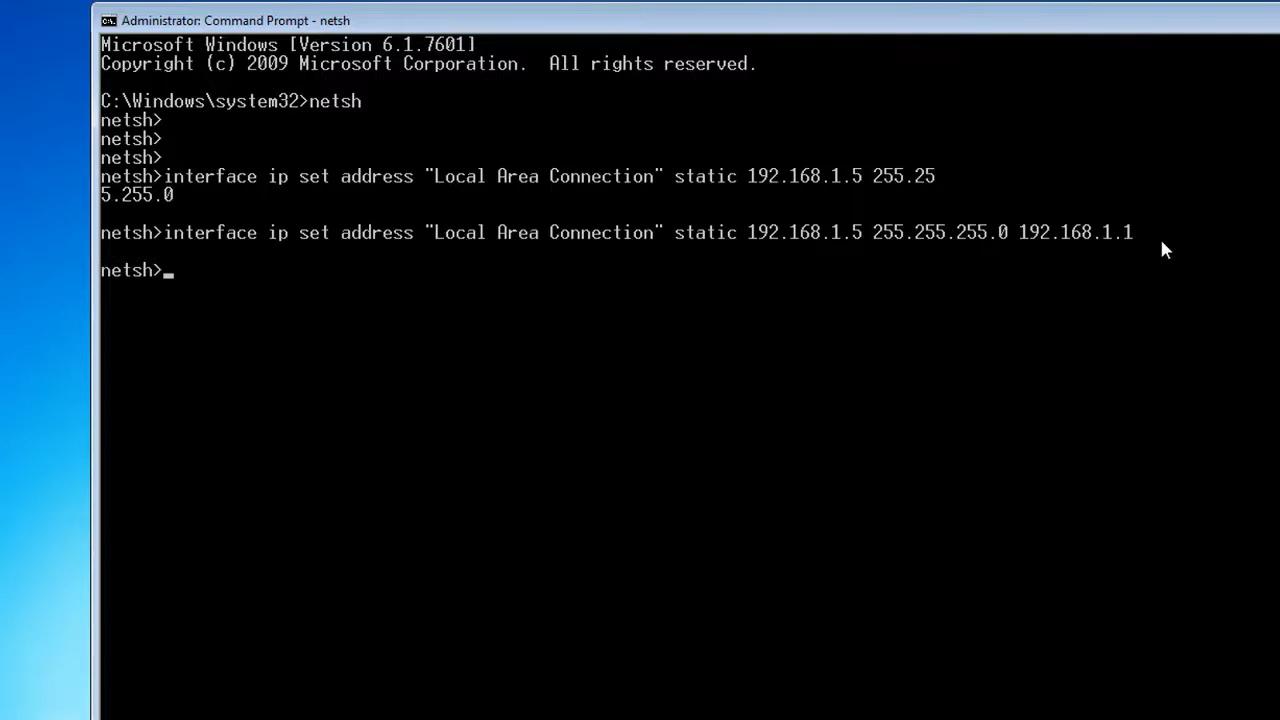 Administrator: Command Prompt - netsh
Microsoft Windows [Version 6.1.7601]
Copyright (c) 2009 Microsoft Corporation.  All rights reserved.
C:\Windows\system32>netsh
netsh>
netsh>
netsh>
netsh>interface ip set address "Local Area Connection" static 192.168.1.5 255.25
5.255.0
netsh>interface ip set address "Local Area Connection" static 192.168.1.5 255.255.255.0 192.168.1.1
netsh>_